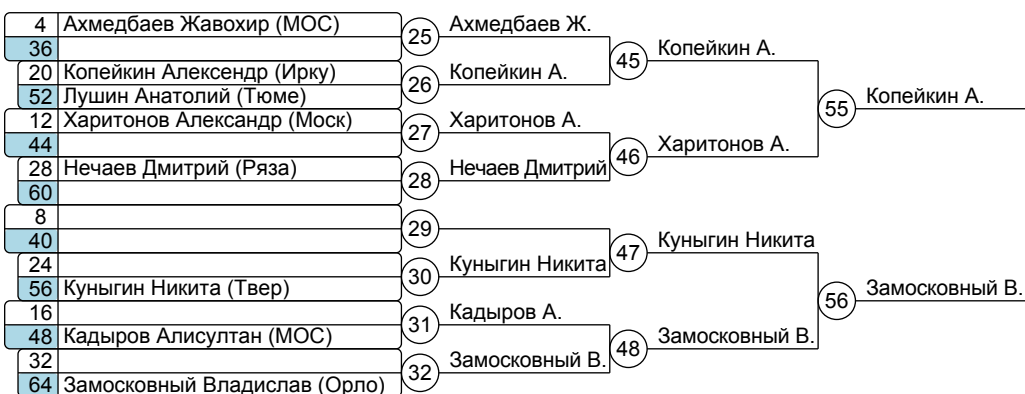 4 Ахмедбаев Жавохир (МОС) 25 Ахмедбаев Ж.
36
45 Копейкин А.
20 Копейкин Алексендр (Ирку) 26 Копейкин А.
52 Лушин Анатолий (Тюме)
55 Копейкин А.
12 Харитонов Александр (Моск) 27 Харитонов А.
44
46 Харитонов А.
28 Нечаев Дмитрий (Ряза) 28 Нечаев Дмитрий
60
8 29
40
47 Куныгин Никита
24 30 Куныгин Никита
56 Куныгин Никита (Твер)
56 Замосковный В.
16 31 Кадыров А.
48 Кадыров Алисултан (МОС)
48 Замосковный В.
32 32 Замосковный В.
64 Замосковный Владислав (Орло)